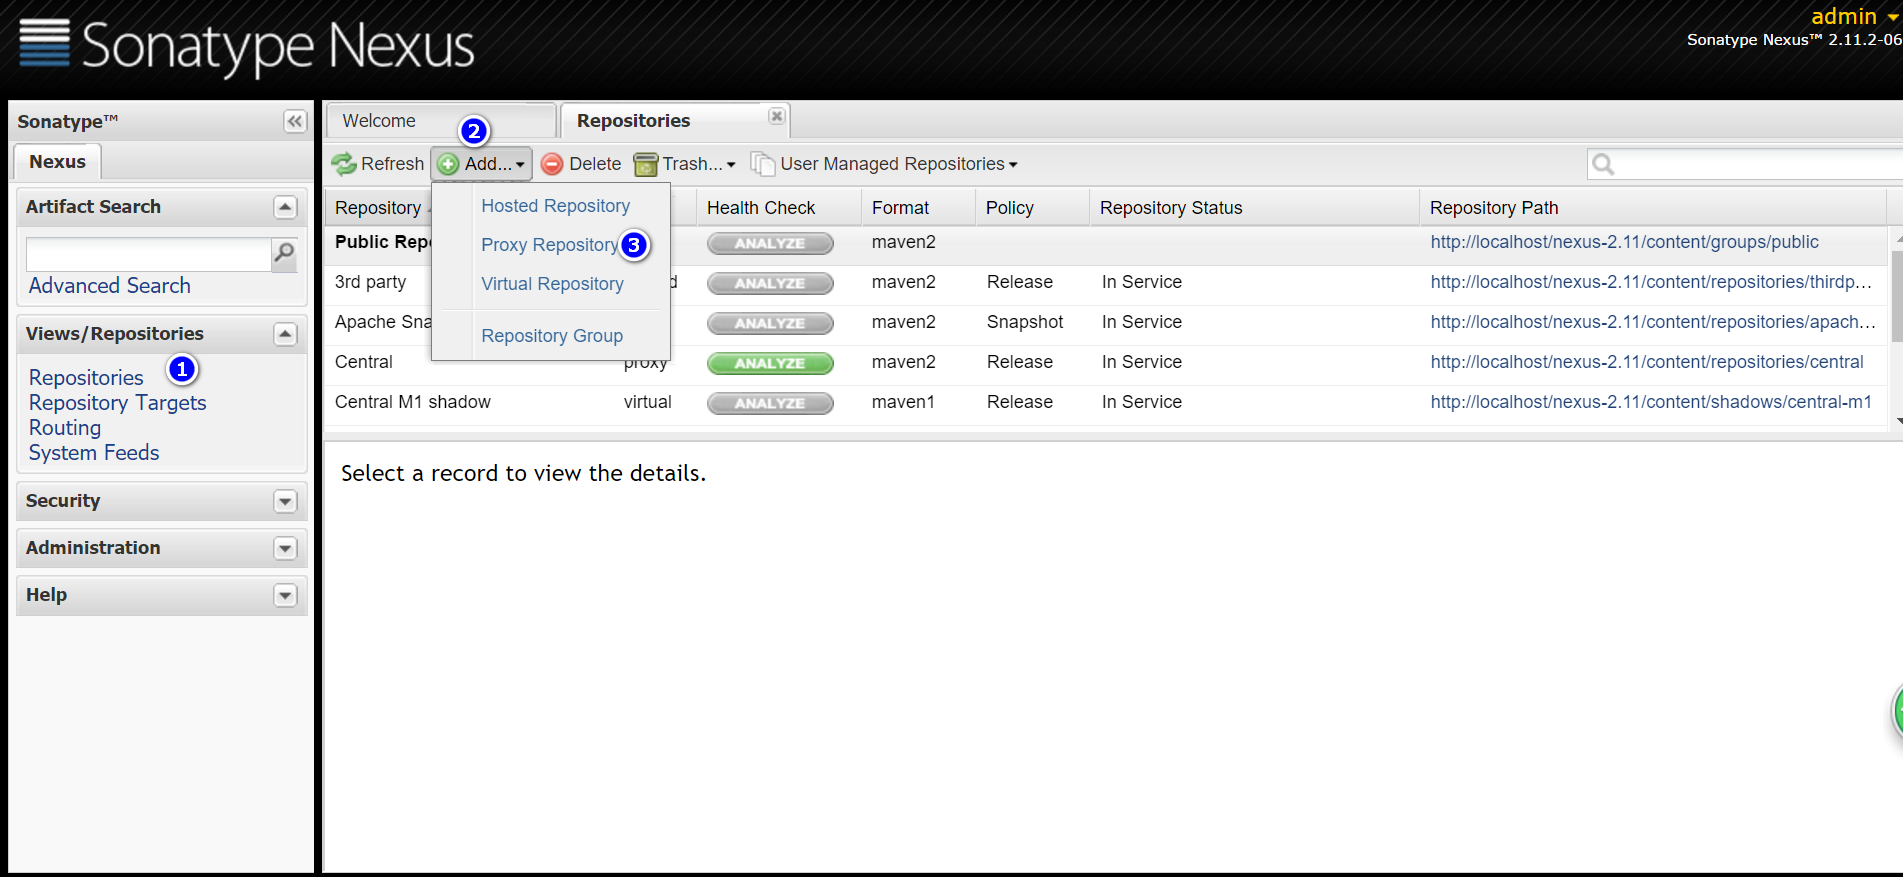 Sonatype Nexus
admin
Sonatype Nexus™ 2.11.2-06
Sonatype™
Nexus
Artifact Search
Advanced Search
Views/Repositories
1
Repositories
Repository Targets
Routing
System Feeds
Security
Administration
Help
Welcome
2
Repositories
Refresh Add... Delete Trash... User Managed Repositories
Hosted Repository
Proxy Repository 3
Virtual Repository
Repository Group
Repository Health Check Format Policy Repository Status Repository Path
Public Rep ANALYZE maven2 http://localhost/nexus-2.11/content/groups/public
3rd party d ANALYZE maven2 Release In Service http://localhost/nexus-2.11/content/repositories/thirdp...
Apache Sna ANALYZE maven2 Snapshot In Service http://localhost/nexus-2.11/content/repositories/apach...
Central proxy ANALYZE maven2 Release In Service http://localhost/nexus-2.11/content/repositories/central
Central M1 shadow virtual ANALYZE maven1 Release In Service http://localhost/nexus-2.11/content/shadows/central-m1
Select a record to view the details.